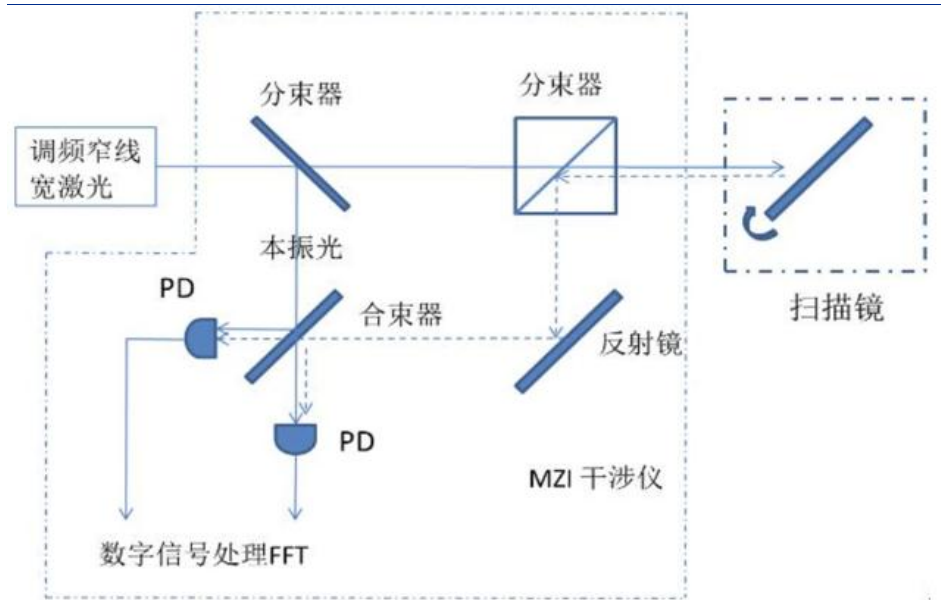 分束器
分束器
调频窄线
宽激光
本振光
PD
合束器
反射镜
扫描镜
PD
MZI 干涉仪
数字信号处理FFT